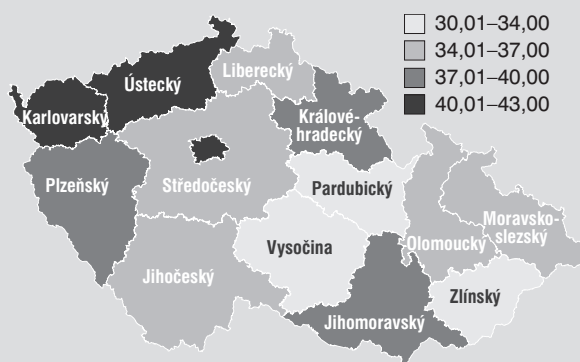 30,01–34,00
34,01–37,00
37,01–40,00
40,01–43,00
Ústecký
Liberecký
Karlovarský
Králové-
hradecký
Plzeňský
Středočeský
Pardubický
Moravsko-
slezský
Vysočina
Olomoucký
Jihočeský
Zlínský
Jihomoravský